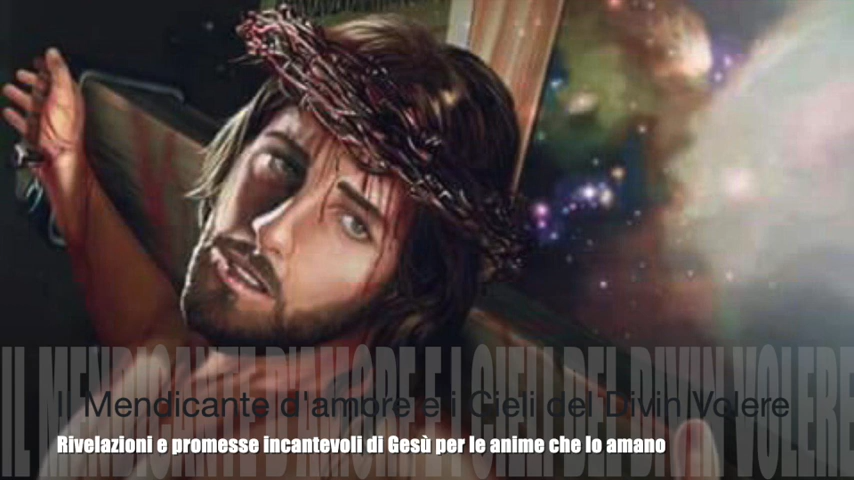 IL MENDICANTE D'AMORE E I CIELI DEL DIVIN VOLERE
Il Mendicante d'amore e i Cieli del Divin Volere
Rivelazioni e promesse incantevoli di Gesù per le anime che lo amano